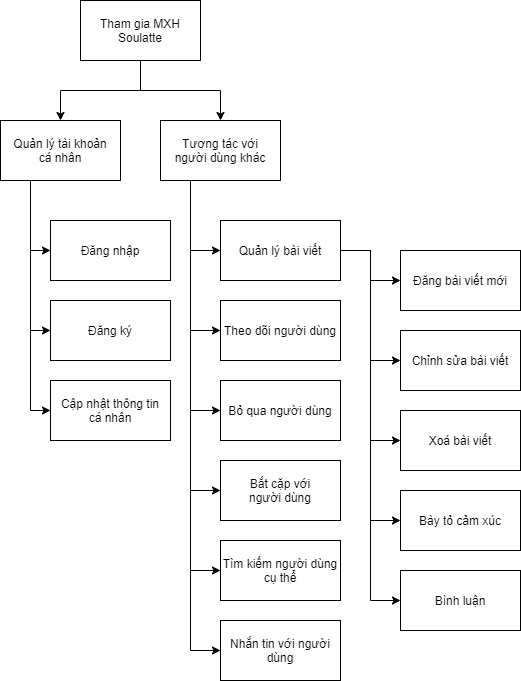 Tham gia MXH
Soulatte
Quản lý tải khoản
cá nhân
Tương tác với
người dùng khác
Đăng nhập
Đăng ký
Cập nhật thông tin
cá nhân
Quản lý bài viết
Theo dõi người dùng
Bỏ qua người dùng
Bắt cặp với
người dùng
Tìm kiếm người dùng
cụ thể
Nhắn tin với người
dùng
Đăng bài viết mới
Chỉnh sửa bài viết
Xoá bài viết
Bày tỏ cảm xúc
Bình luận